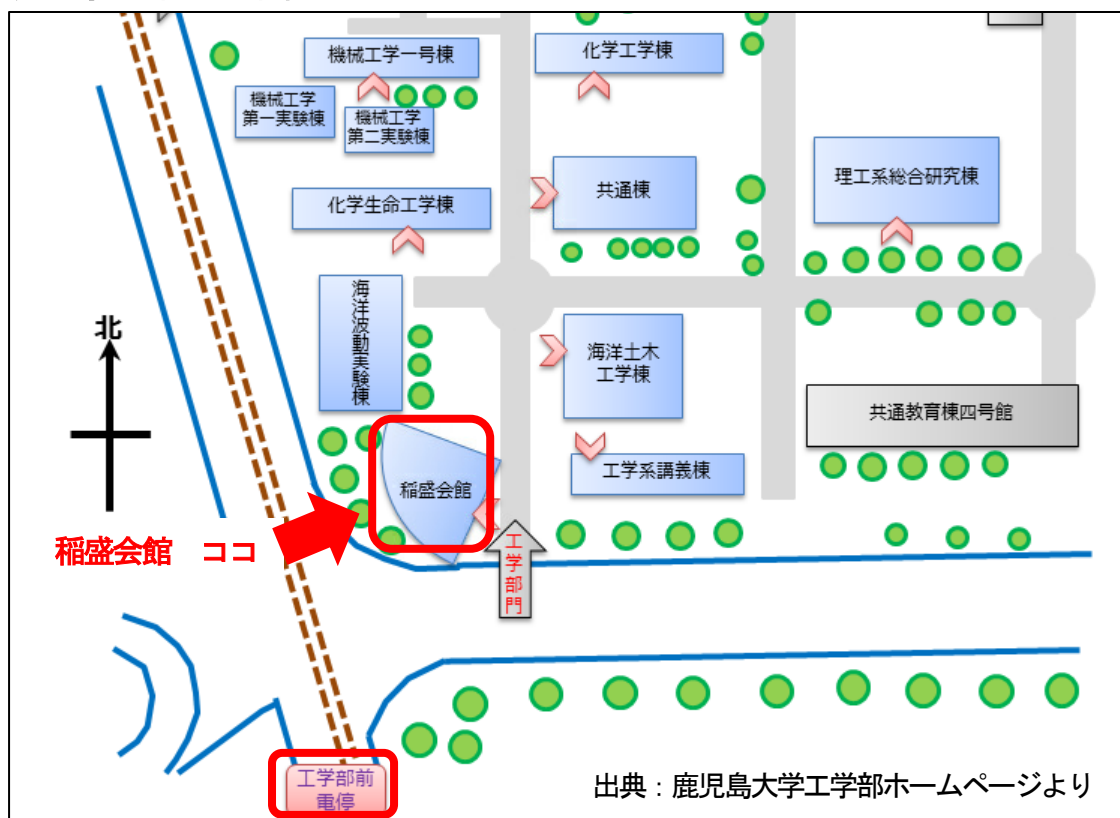 機械工学一号棟
化学工学棟
機械工学
第一実験棟
機械工学
第二実験棟
共通棟
理工系総合研究棟
化学生命工学棟
海洋波動実験棟
北
海洋土木
工学棟
共通教育棟四号館
工学系講義棟
稲盛会館
稲盛会館 ココ
工学部門
工学部前
電停
出典：鹿児島大学工学部ホームページより